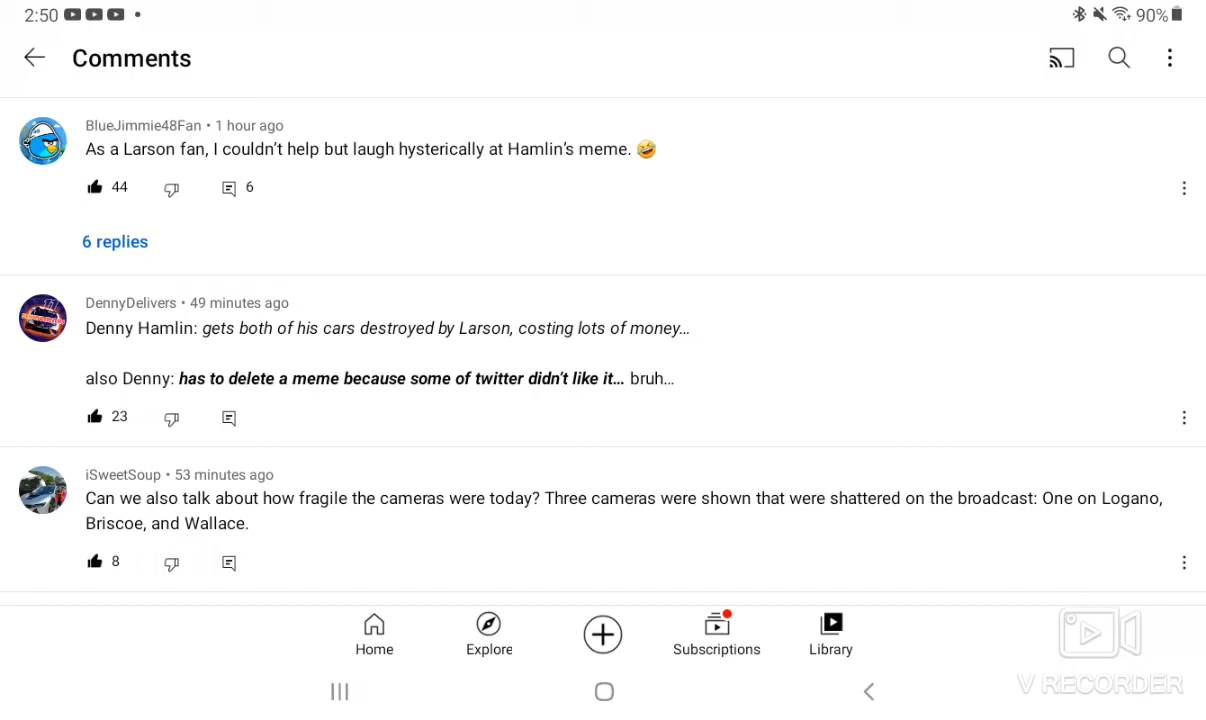 2:50
90%
Comments
BlueJimmie48Fan • 1 hour ago
As a Larson fan, I couldn't help but laugh hysterically at Hamlin's meme. 🤣
44
6
6 replies
DennyDelivers • 49 minutes ago
Denny Hamlin: gets both of his cars destroyed by Larson, costing lots of money…
also Denny: has to delete a meme because some of twitter didn't like it… bruh…
23
iSweetSoup • 53 minutes ago
Can we also talk about how fragile the cameras were today? Three cameras were shown that were shattered on the broadcast: One on Logano,
Briscoe, and Wallace.
8
Home
Explore
Subscriptions
Library
V RECORDER